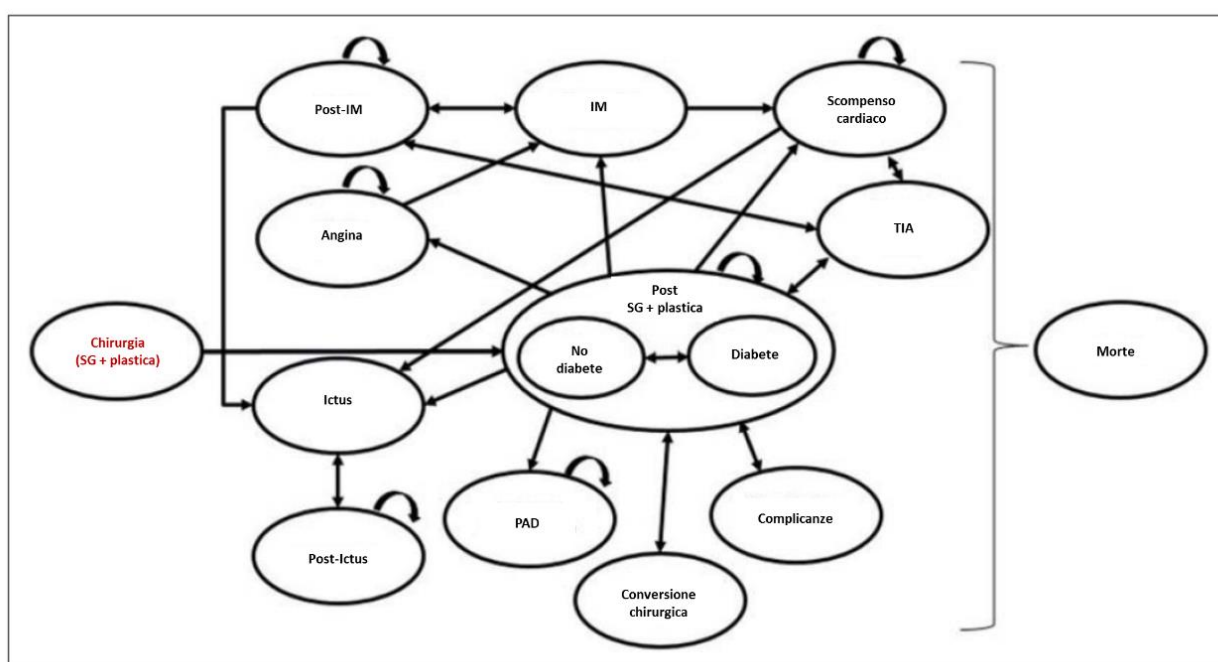 Post-IM
IM
Scompenso
cardiaco
Angina
TIA
Post
SG + plastica
Chirurgia
(SG + plastica)
No
diabete
Diabete
Morte
Ictus
PAD
Complicanze
Post-Ictus
Conversione
chirurgica